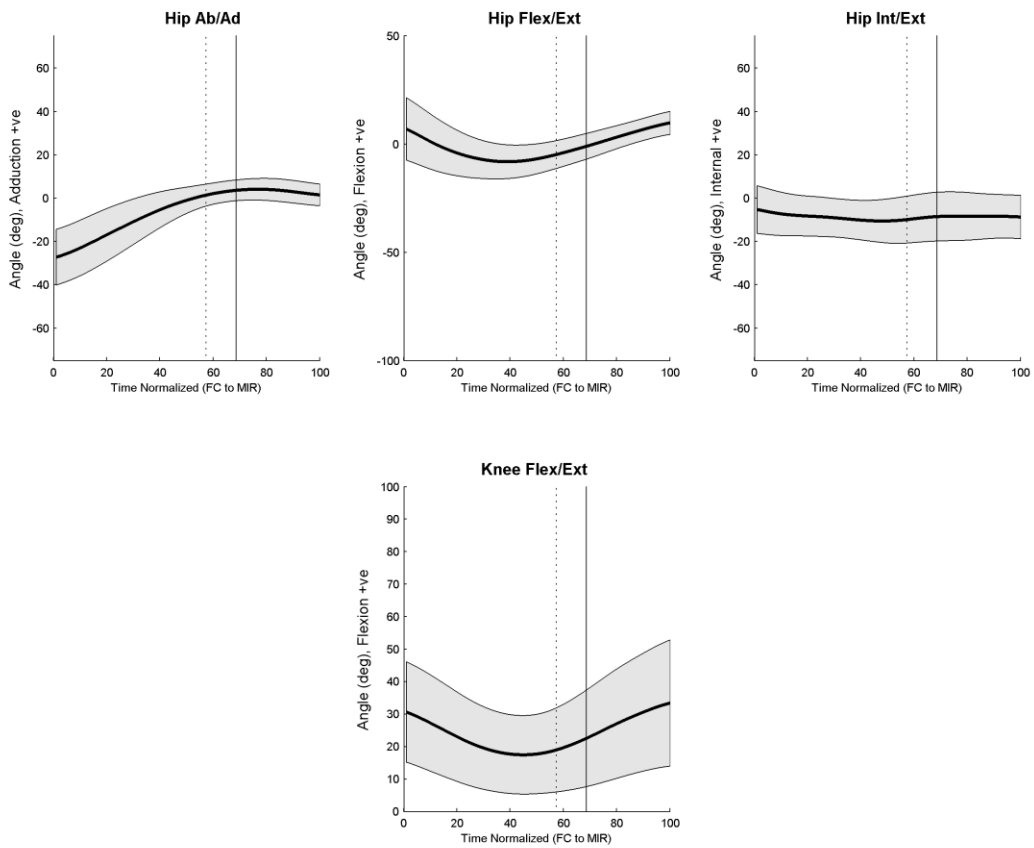 Hip Ab/Ad
Angle (deg), Adduction +ve
60
40
20
0
-20
-40
-60
0 20 40 60 80 100
Time Normalized (FC to MIR)
Hip Flex/Ext
Angle (deg), Flexion +ve
50
0
-50
-100
0 20 40 60 80 100
Time Normalized (FC to MIR)
Hip Int/Ext
Angle (deg), Internal +ve
60
40
20
0
-20
-40
-60
0 20 40 60 80 100
Time Normalized (FC to MIR)
Knee Flex/Ext
Angle (deg), Flexion +ve
100
90
80
70
60
50
40
30
20
10
0
0 20 40 60 80 100
Time Normalized (FC to MIR)